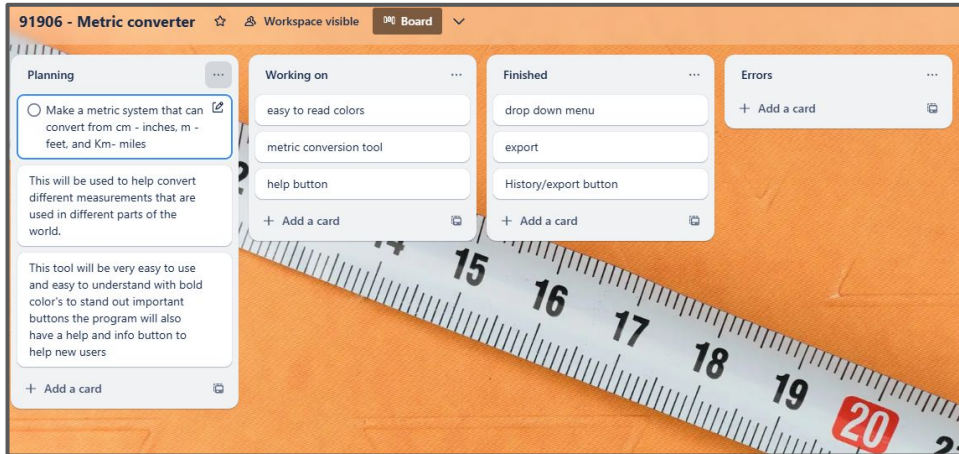 91906 - Metric converter
Workspace visible
Board
Planning
Make a metric system that can
convert from cm - inches, m -
feet, and Km- miles
This will be used to help convert
different measurements that are
used in different parts of the
world.
This tool will be very easy to use
and easy to understand with bold
color's to stand out important
buttons the program will also
have a help and info button to
help new users
+ Add a card
Working on
easy to read colors
metric conversion tool
help button
+ Add a card
Finished
drop down menu
export
History/export button
+ Add a card
Errors
+ Add a card
14
15
16
17
18
19
20